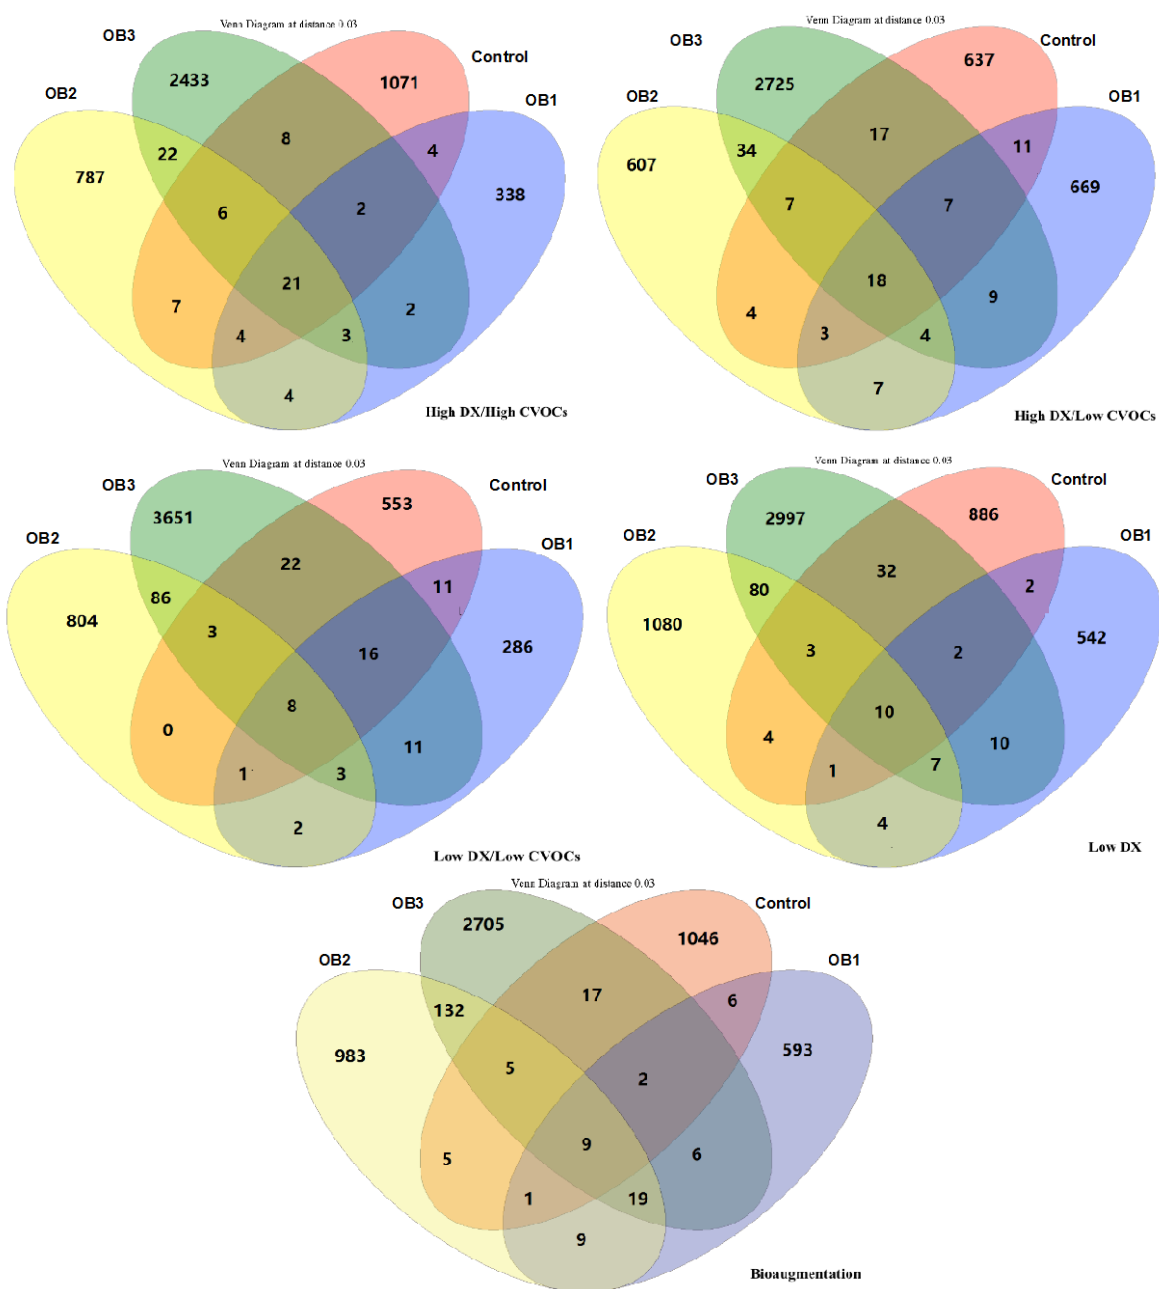 Venn Diagram at distance 0.03
OB3
Control
OB2
OB1
2433
1071
787
22
8
4
338
6
2
21
7
4
3
2
4
High DX/High CVOCs
Venn Diagram at distance 0.03
OB3
Control
OB2
OB1
2725
637
607
34
17
11
669
7
7
18
4
3
4
9
7
High DX/Low CVOCs
Venn Diagram at distance 0.03
OB3
Control
OB2
OB1
3651
553
804
86
22
11
286
3
16
8
0
1
3
11
2
Low DX/Low CVOCs
Venn Diagram at distance 0.03
OB3
Control
OB2
OB1
2997
886
1080
80
32
2
542
3
2
10
4
1
7
10
4
Low DX
Venn Diagram at distance 0.03
OB3
Control
OB2
OB1
2705
1046
983
132
17
6
593
5
2
9
5
1
19
6
9
Bioaugmentation